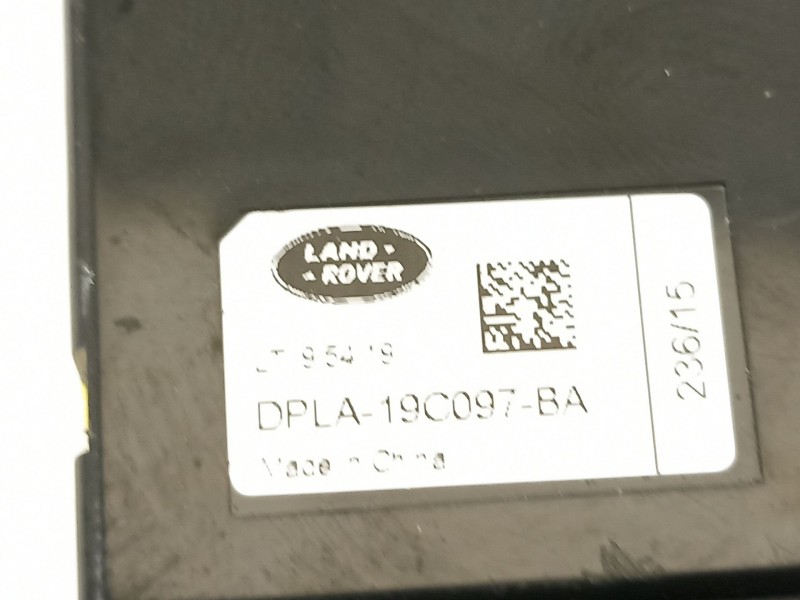 LAND
ROVER
DPLA-19C097-BA
Made in China
236/15